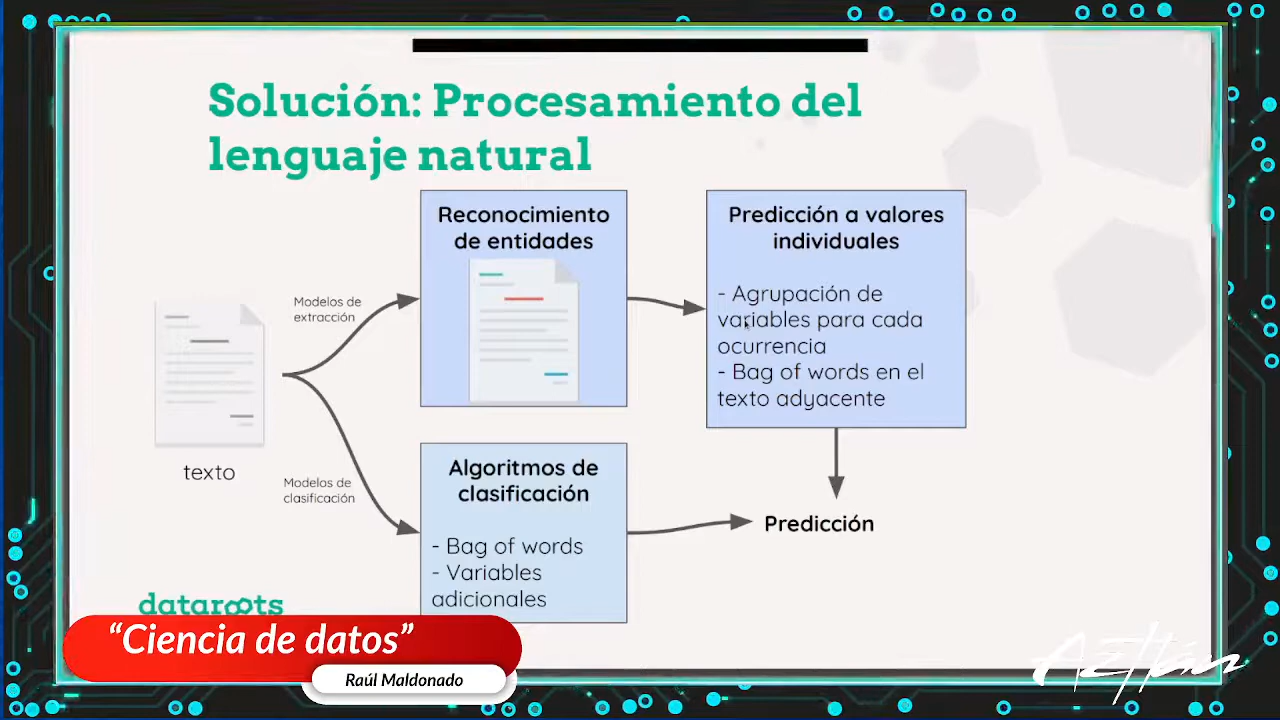 Solución: Procesamiento del
lenguaje natural
Reconocimiento
de entidades
Predicción a valores
individuales
- Agrupación de
variables para cada
ocurrencia
- Bag of words en el
texto adyacente
Modelos de
extracción
texto
Modelos de
clasificación
Algoritmos de
clasificación
- Bag of words
- Variables
adicionales
Predicción
dataroots
“Ciencia de datos”
Raúl Maldonado
Aztlán